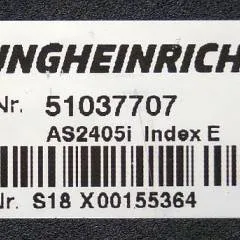 UNGHEINRICH
Nr. 51037707
AS2405i Index E
Nr. S18 X00155364